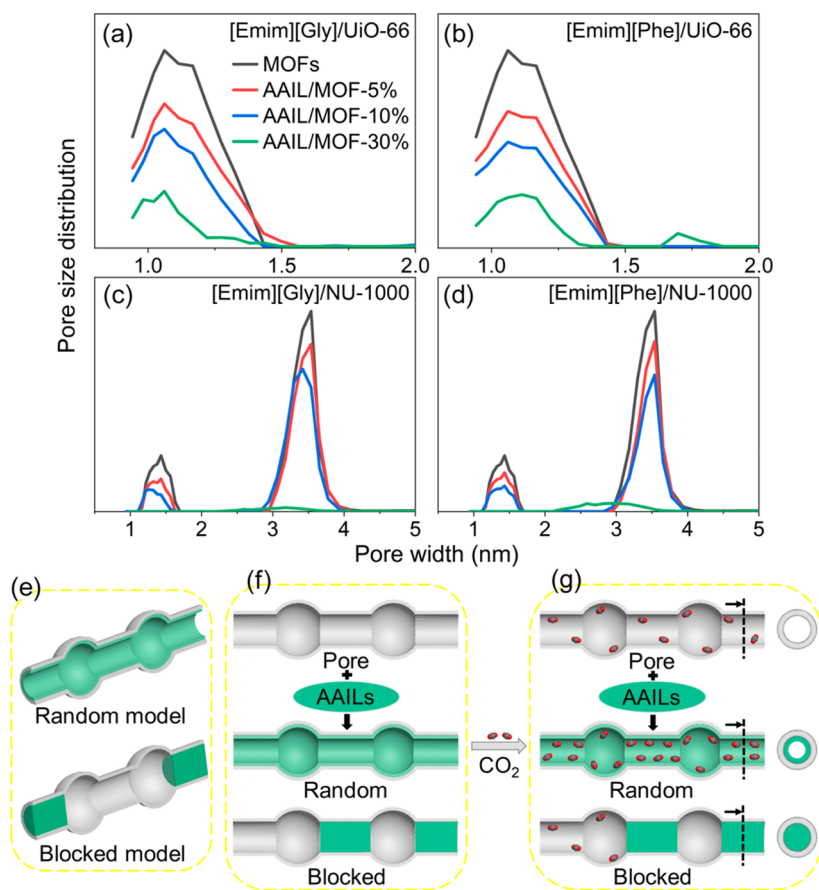 (a)
[Emim][Gly]/UiO-66
MOFs
AAIL/MOF-5%
AAIL/MOF-10%
AAIL/MOF-30%
1.0
1.5
2.0
(b)
[Emim][Phe]/UiO-66
1.0
1.5
2.0
Pore size distribution
(c)
[Emim][Gly]/NU-1000
1
2
3
4
5
(d)
[Emim][Phe]/NU-1000
1
2
3
4
5
Pore width (nm)
(e)
Random model
Blocked model
(f)
Pore
+
AAILs
Random
Blocked
CO2
(g)
Pore
+
AAILs
Random
Blocked